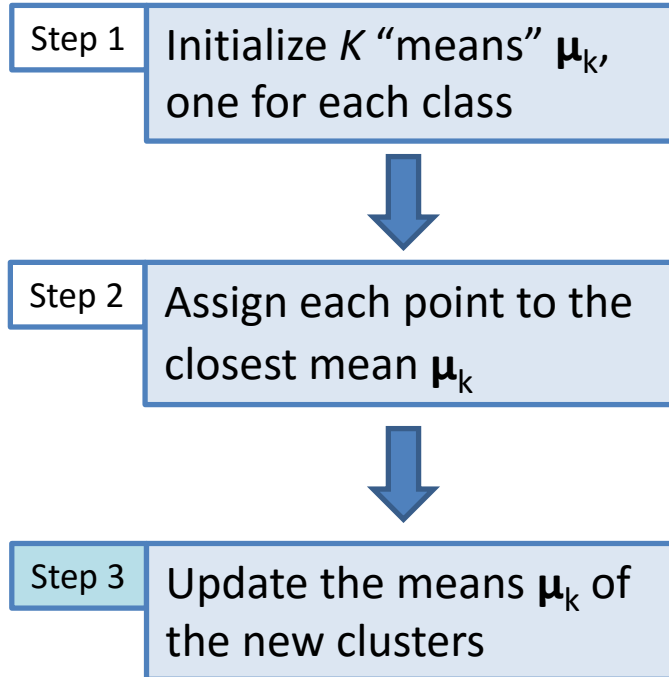 Step 1
Initialize K “means” μk,
one for each class
Step 2
Assign each point to the
closest mean μk
Step 3
Update the means μk of
the new clusters